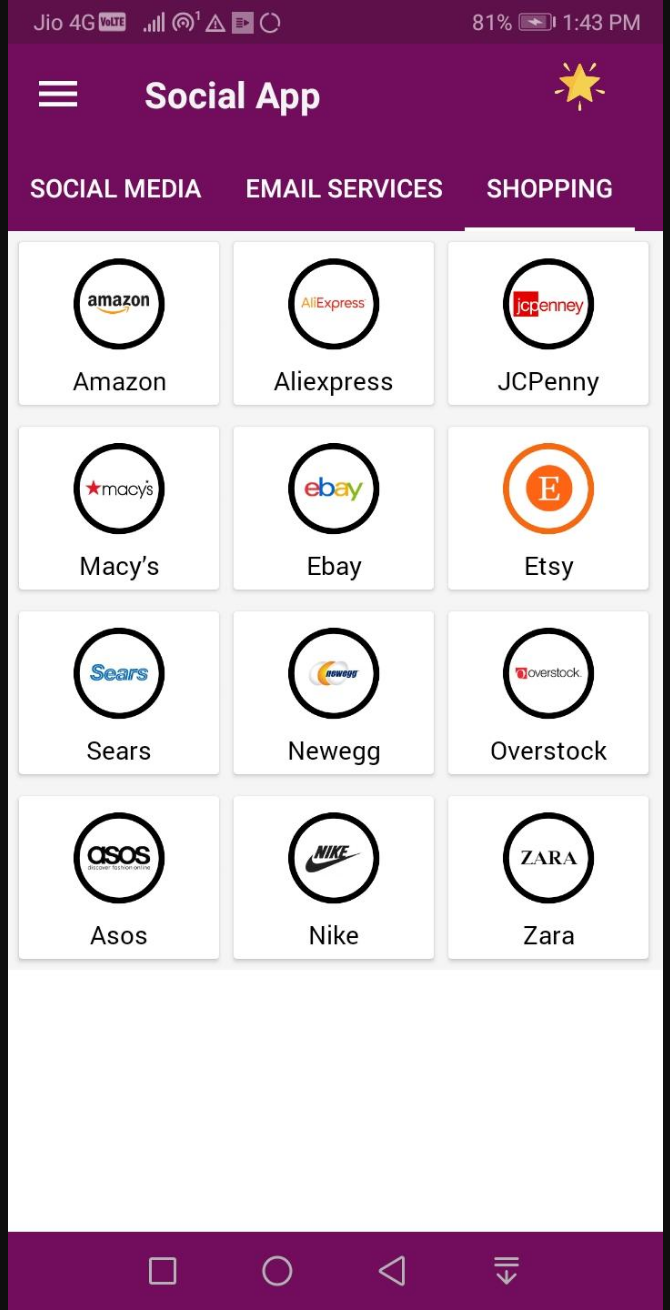 Jio 4G VoLTE 1 81% 1:43 PM
Social App
SOCIAL MEDIA EMAIL SERVICES SHOPPING
amazon AliExpress jcpenney
Amazon Aliexpress JCPenny
macy's ebay E
Macy’s Ebay Etsy
Sears newegg overstock
Sears Newegg Overstock
asos NIKE ZARA
discover fashion online
Asos Nike Zara